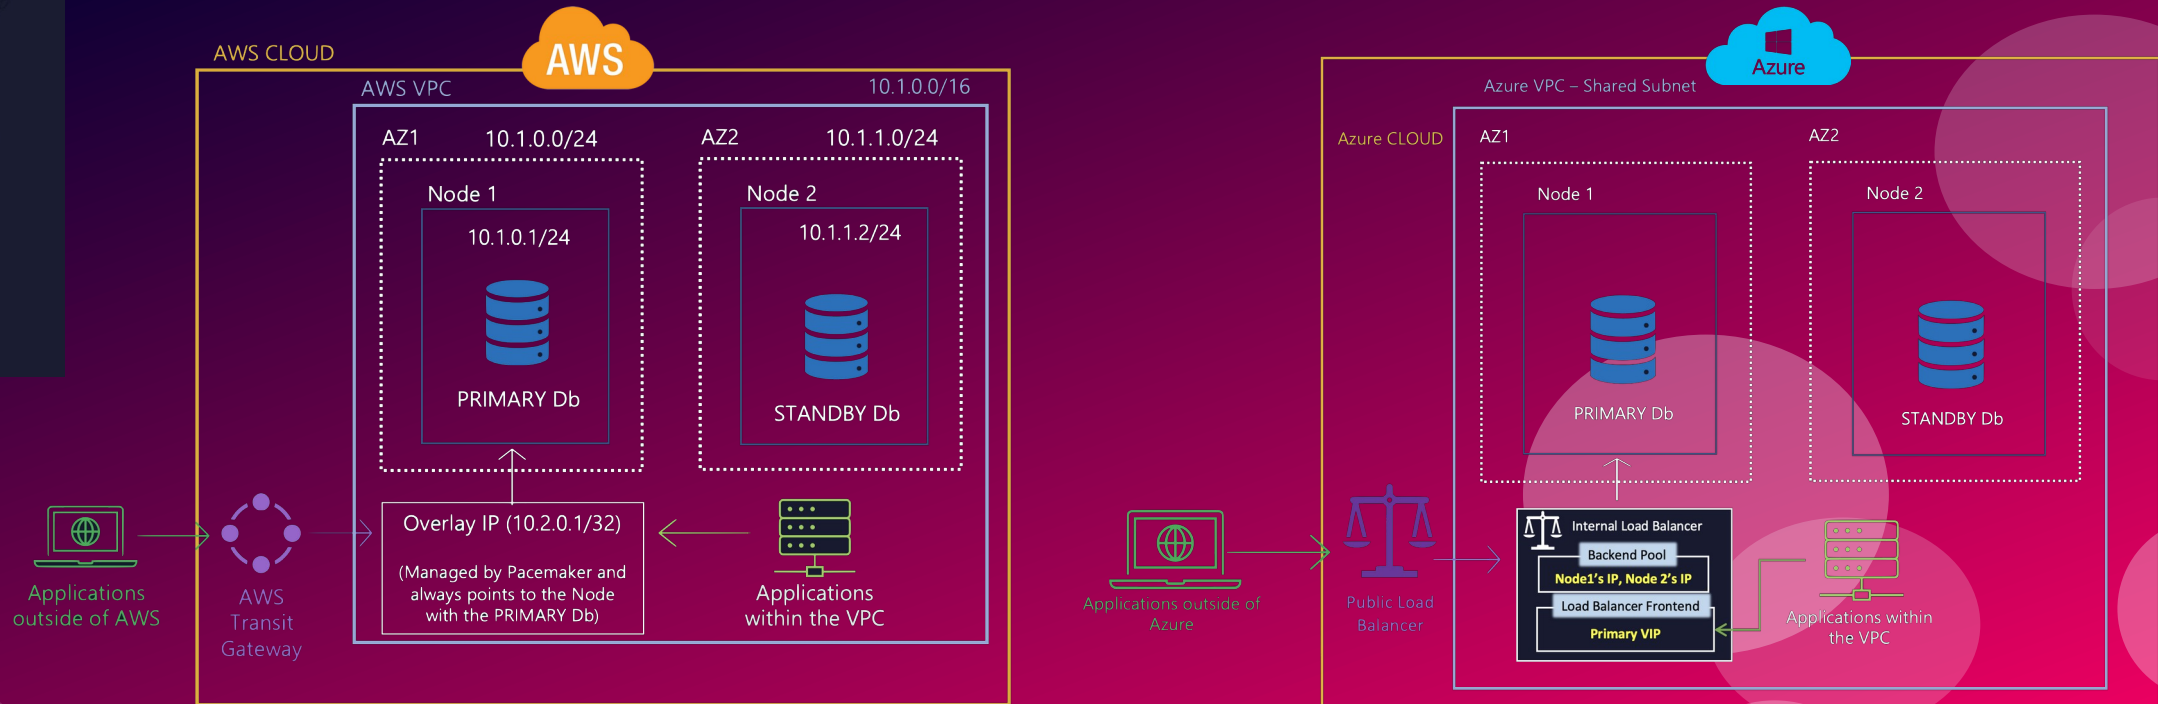 AWS CLOUD
AWS
AWS VPC
10.1.0.0/16
AZ1
10.1.0.0/24
AZ2
10.1.1.0/24
Node 1
10.1.0.1/24
PRIMARY Db
Node 2
10.1.1.2/24
STANDBY Db
Applications
outside of AWS
AWS
Transit
Gateway
Overlay IP (10.2.0.1/32)
(Managed by Pacemaker and
always points to the Node
with the PRIMARY Db)
Applications
within the VPC
Azure
Azure VPC – Shared Subnet
Azure CLOUD
AZ1
AZ2
Node 1
PRIMARY Db
Node 2
STANDBY Db
Applications outside of
Azure
Public Load
Balancer
Internal Load Balancer
Backend Pool
Node1's IP, Node 2's IP
Load Balancer Frontend
Primary VIP
Applications within
the VPC